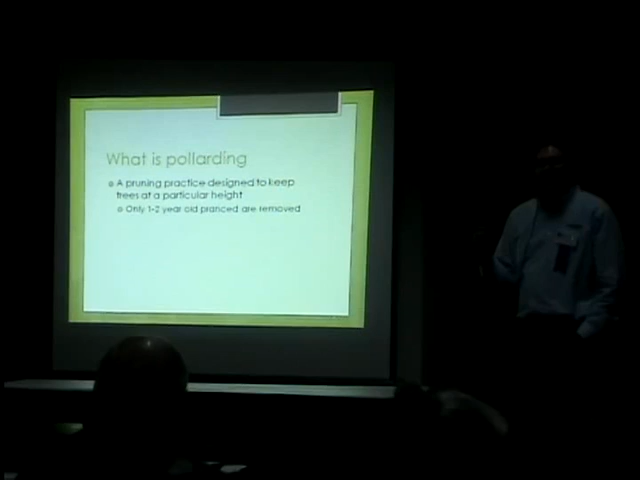 What is pollarding
A pruning practice designed to keep
trees at a particular height
Only 1-2 year old pranced are removed